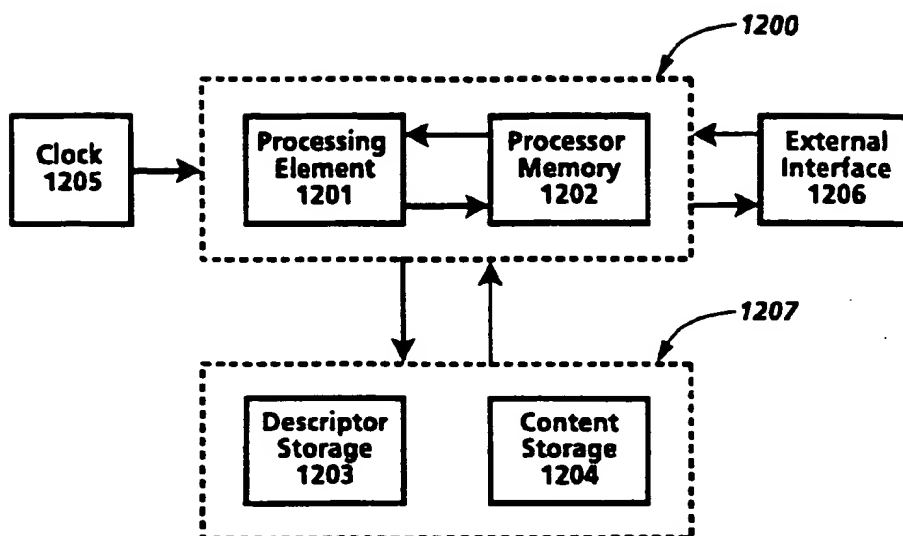 1200
Clock
1205
Processing
Element
1201
Processor
Memory
1202
External
Interface
1206
1207
Descriptor
Storage
1203
Content
Storage
1204